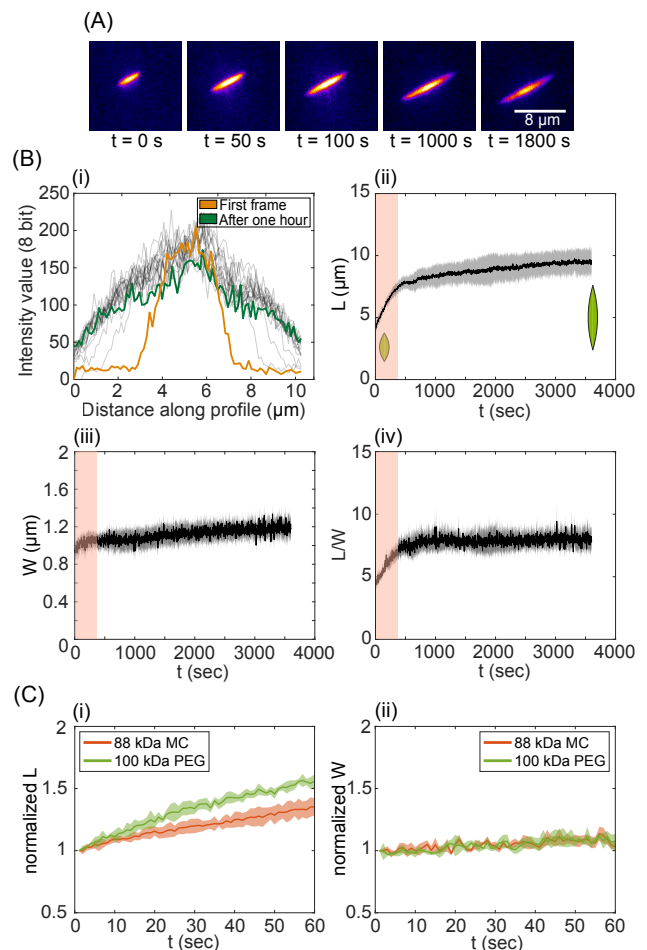 (A)
8 µm
t = 0 s t = 50 s t = 100 s t = 1000 s t = 1800 s
(B)
(i)
250
200
150
100
50
0
Intensity value (8 bit)
First frame
After one hour
0 2 4 6 8 10
Distance along profile (µm)
(ii)
15
10
5
0
L (µm)
0 1000 2000 3000 4000
t (sec)
(iii)
2
1.6
1.2
0.8
0.4
0
W (µm)
0 1000 2000 3000 4000
t (sec)
(iv)
15
10
5
0
L/W
0 1000 2000 3000 4000
t (sec)
(C)
(i)
2
1.5
1
0.5
normalized L
88 kDa MC
100 kDa PEG
0 10 20 30 40 50 60
t (sec)
(ii)
2
1.5
1
0.5
normalized W
88 kDa MC
100 kDa PEG
0 10 20 30 40 50 60
t (sec)